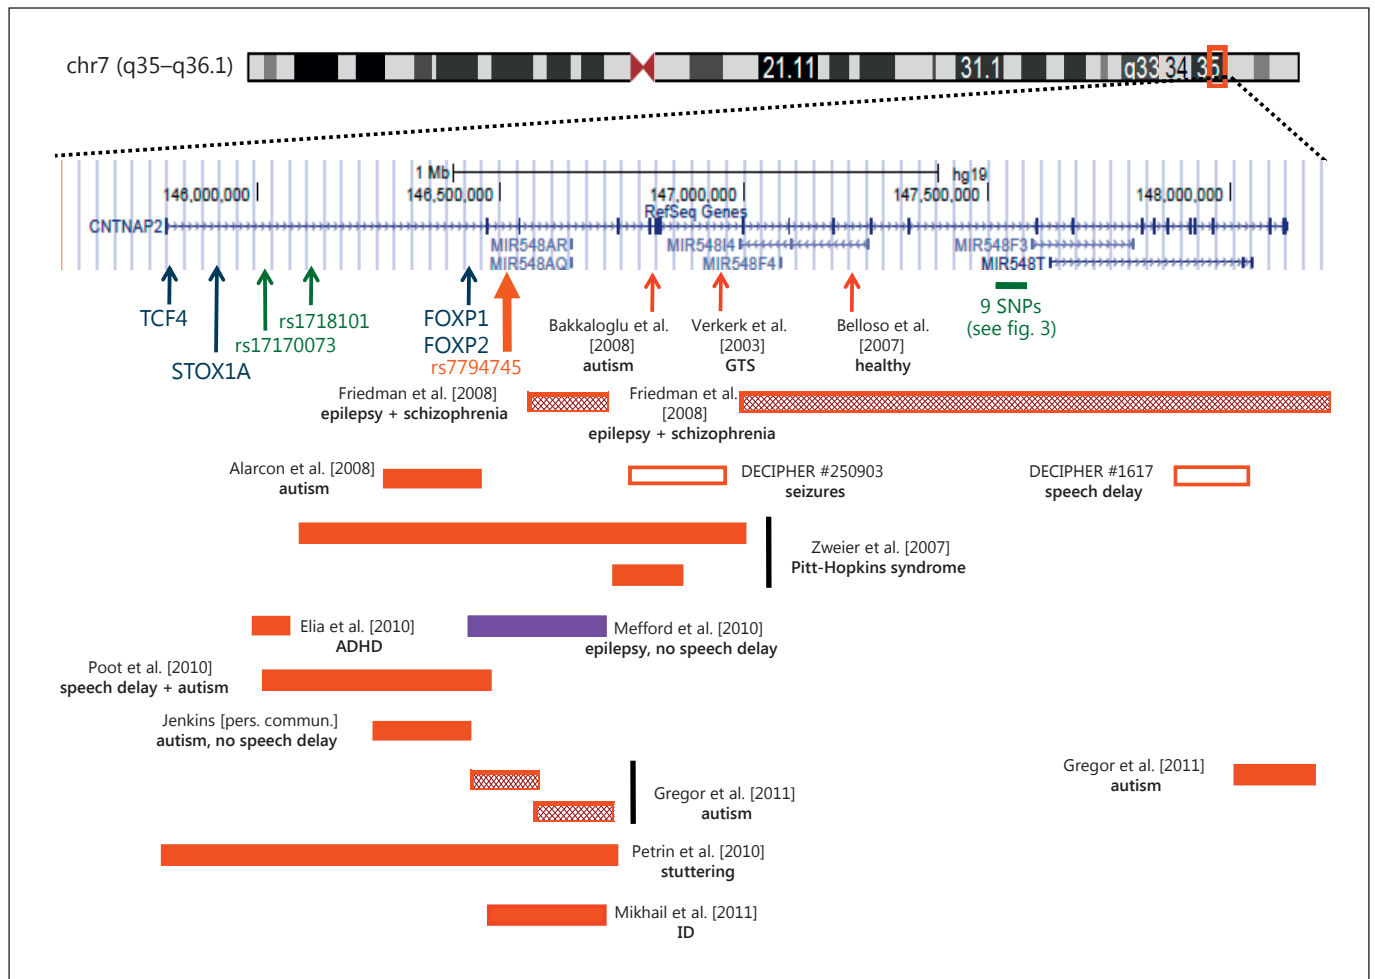 chr7 (q35–q36.1)
21.11
31.1
q33
34
35
1 Mb
hg19
146,000,000
146,500,000
147,000,000
147,500,000
148,000,000
RefSeq Genes
CNTNAP2
MIR548AR
MIR548I4
MIR548F3
MIR548AQ
MIR548F4
MIR548T
TCF4
STOX1A
rs1718101
rs17170073
FOXP1
FOXP2
rs7794745
Bakkaloglu et al.
[2008]
autism
Verkerk et al.
[2003]
GTS
Belloso et al.
[2007]
healthy
9 SNPs
(see fig. 3)
Friedman et al. [2008]
epilepsy + schizophrenia
Friedman et al.
[2008]
epilepsy + schizophrenia
Alarcon et al. [2008]
autism
DECIPHER #250903
seizures
DECIPHER #1617
speech delay
Zweier et al. [2007]
Pitt-Hopkins syndrome
Elia et al. [2010]
ADHD
Mefford et al. [2010]
epilepsy, no speech delay
Poot et al. [2010]
speech delay + autism
Jenkins [pers. commun.]
autism, no speech delay
Gregor et al. [2011]
autism
Gregor et al. [2011]
autism
Petrin et al. [2010]
stuttering
Mikhail et al. [2011]
ID